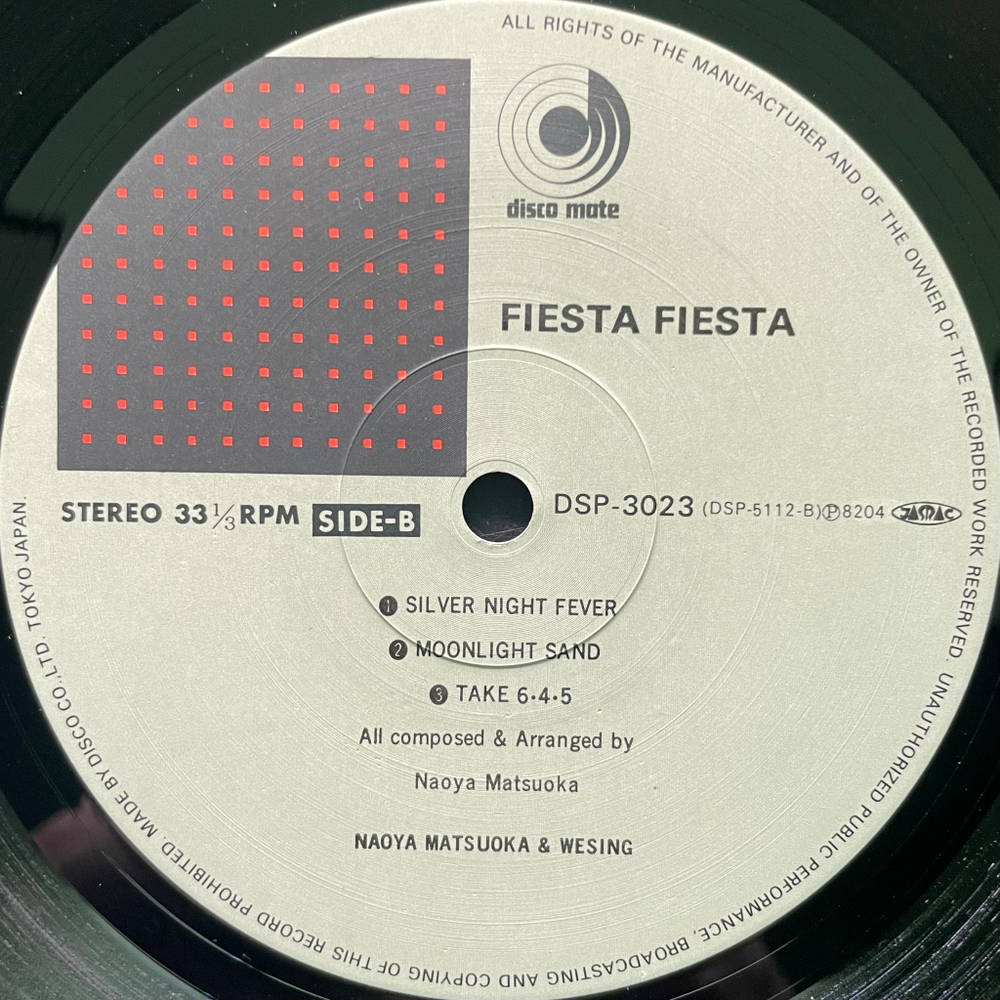 ALL RIGHTS OF THE MANUFACTURER AND OF THE OWNER OF THE RECORDED WORK RESERVED. UNAUTHORIZED PUBLIC PERFORMANCE, BROADCASTING AND COPYING OF THIS RECORD PROHIBITED. MADE BY DISCO CO.,LTD. TOKYO JAPAN.
d
disco mate
FIESTA FIESTA
STEREO 33⅓RPM SIDE-B
DSP-3023 (DSP-5112-B)Ⓟ8204 JASRAC
❶ SILVER NIGHT FEVER
❷ MOONLIGHT SAND
❸ TAKE 6·4·5
All composed & Arranged by
Naoya Matsuoka
NAOYA MATSUOKA & WESING